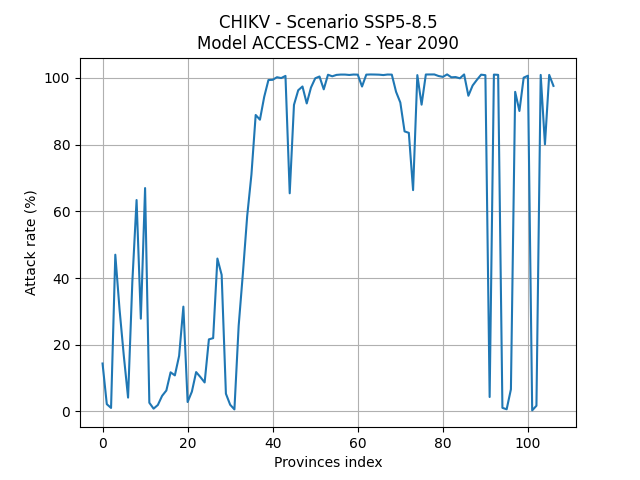 CHIKV - Scenario SSP5-8.5
Model ACCESS-CM2 - Year 2090
100
80
60
40
20
0
Attack rate (%)
0 20 40 60 80 100
Provinces index